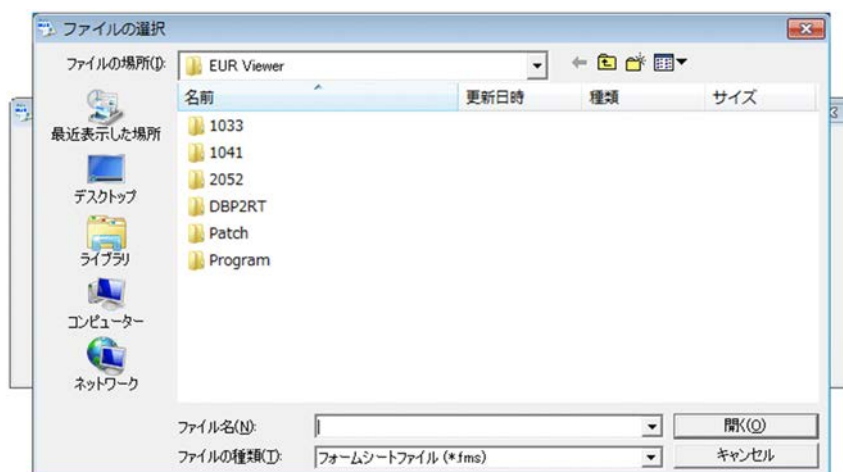 ファイルの選択
ファイルの場所(I):
EUR Viewer
名前
更新日時
種類
サイズ
最近表示した場所
デスクトップ
ライブラリ
コンピューター
ネットワーク
1033
1041
2052
DBP2RT
Patch
Program
ファイル名(N):
開く(O)
ファイルの種類(T):
フォームシートファイル (*.fms)
キャンセル